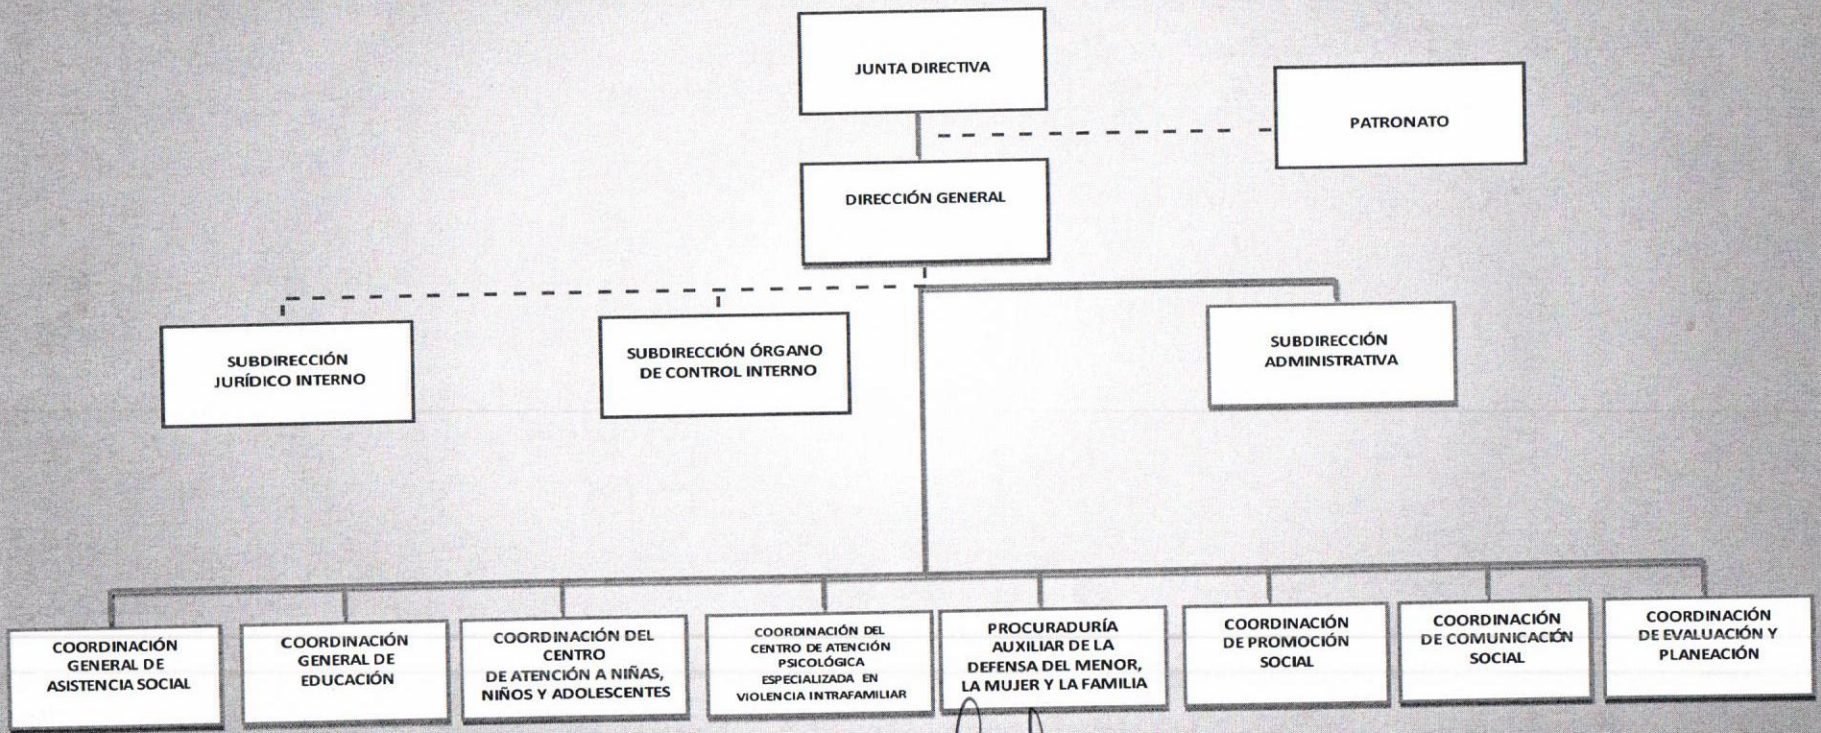 JUNTA DIRECTIVA
PATRONATO
DIRECCIÓN GENERAL
SUBDIRECCIÓN
JURÍDICO INTERNO
SUBDIRECCIÓN ÓRGANO
DE CONTROL INTERNO
SUBDIRECCIÓN
ADMINISTRATIVA
COORDINACIÓN
GENERAL DE
ASISTENCIA SOCIAL
COORDINACIÓN
GENERAL DE
EDUCACIÓN
COORDINACIÓN DEL
CENTRO
DE ATENCIÓN A NIÑAS,
NIÑOS Y ADOLESCENTES
COORDINACIÓN DEL
CENTRO DE ATENCIÓN
PSICOLÓGICA
ESPECIALIZADA EN
VIOLENCIA INTRAFAMILIAR
PROCURADURÍA
AUXILIAR DE LA
DEFENSA DEL MENOR,
LA MUJER Y LA FAMILIA
COORDINACIÓN
DE PROMOCIÓN
SOCIAL
COORDINACIÓN
DE COMUNICACIÓN
SOCIAL
COORDINACIÓN
DE EVALUACIÓN Y
PLANEACIÓN